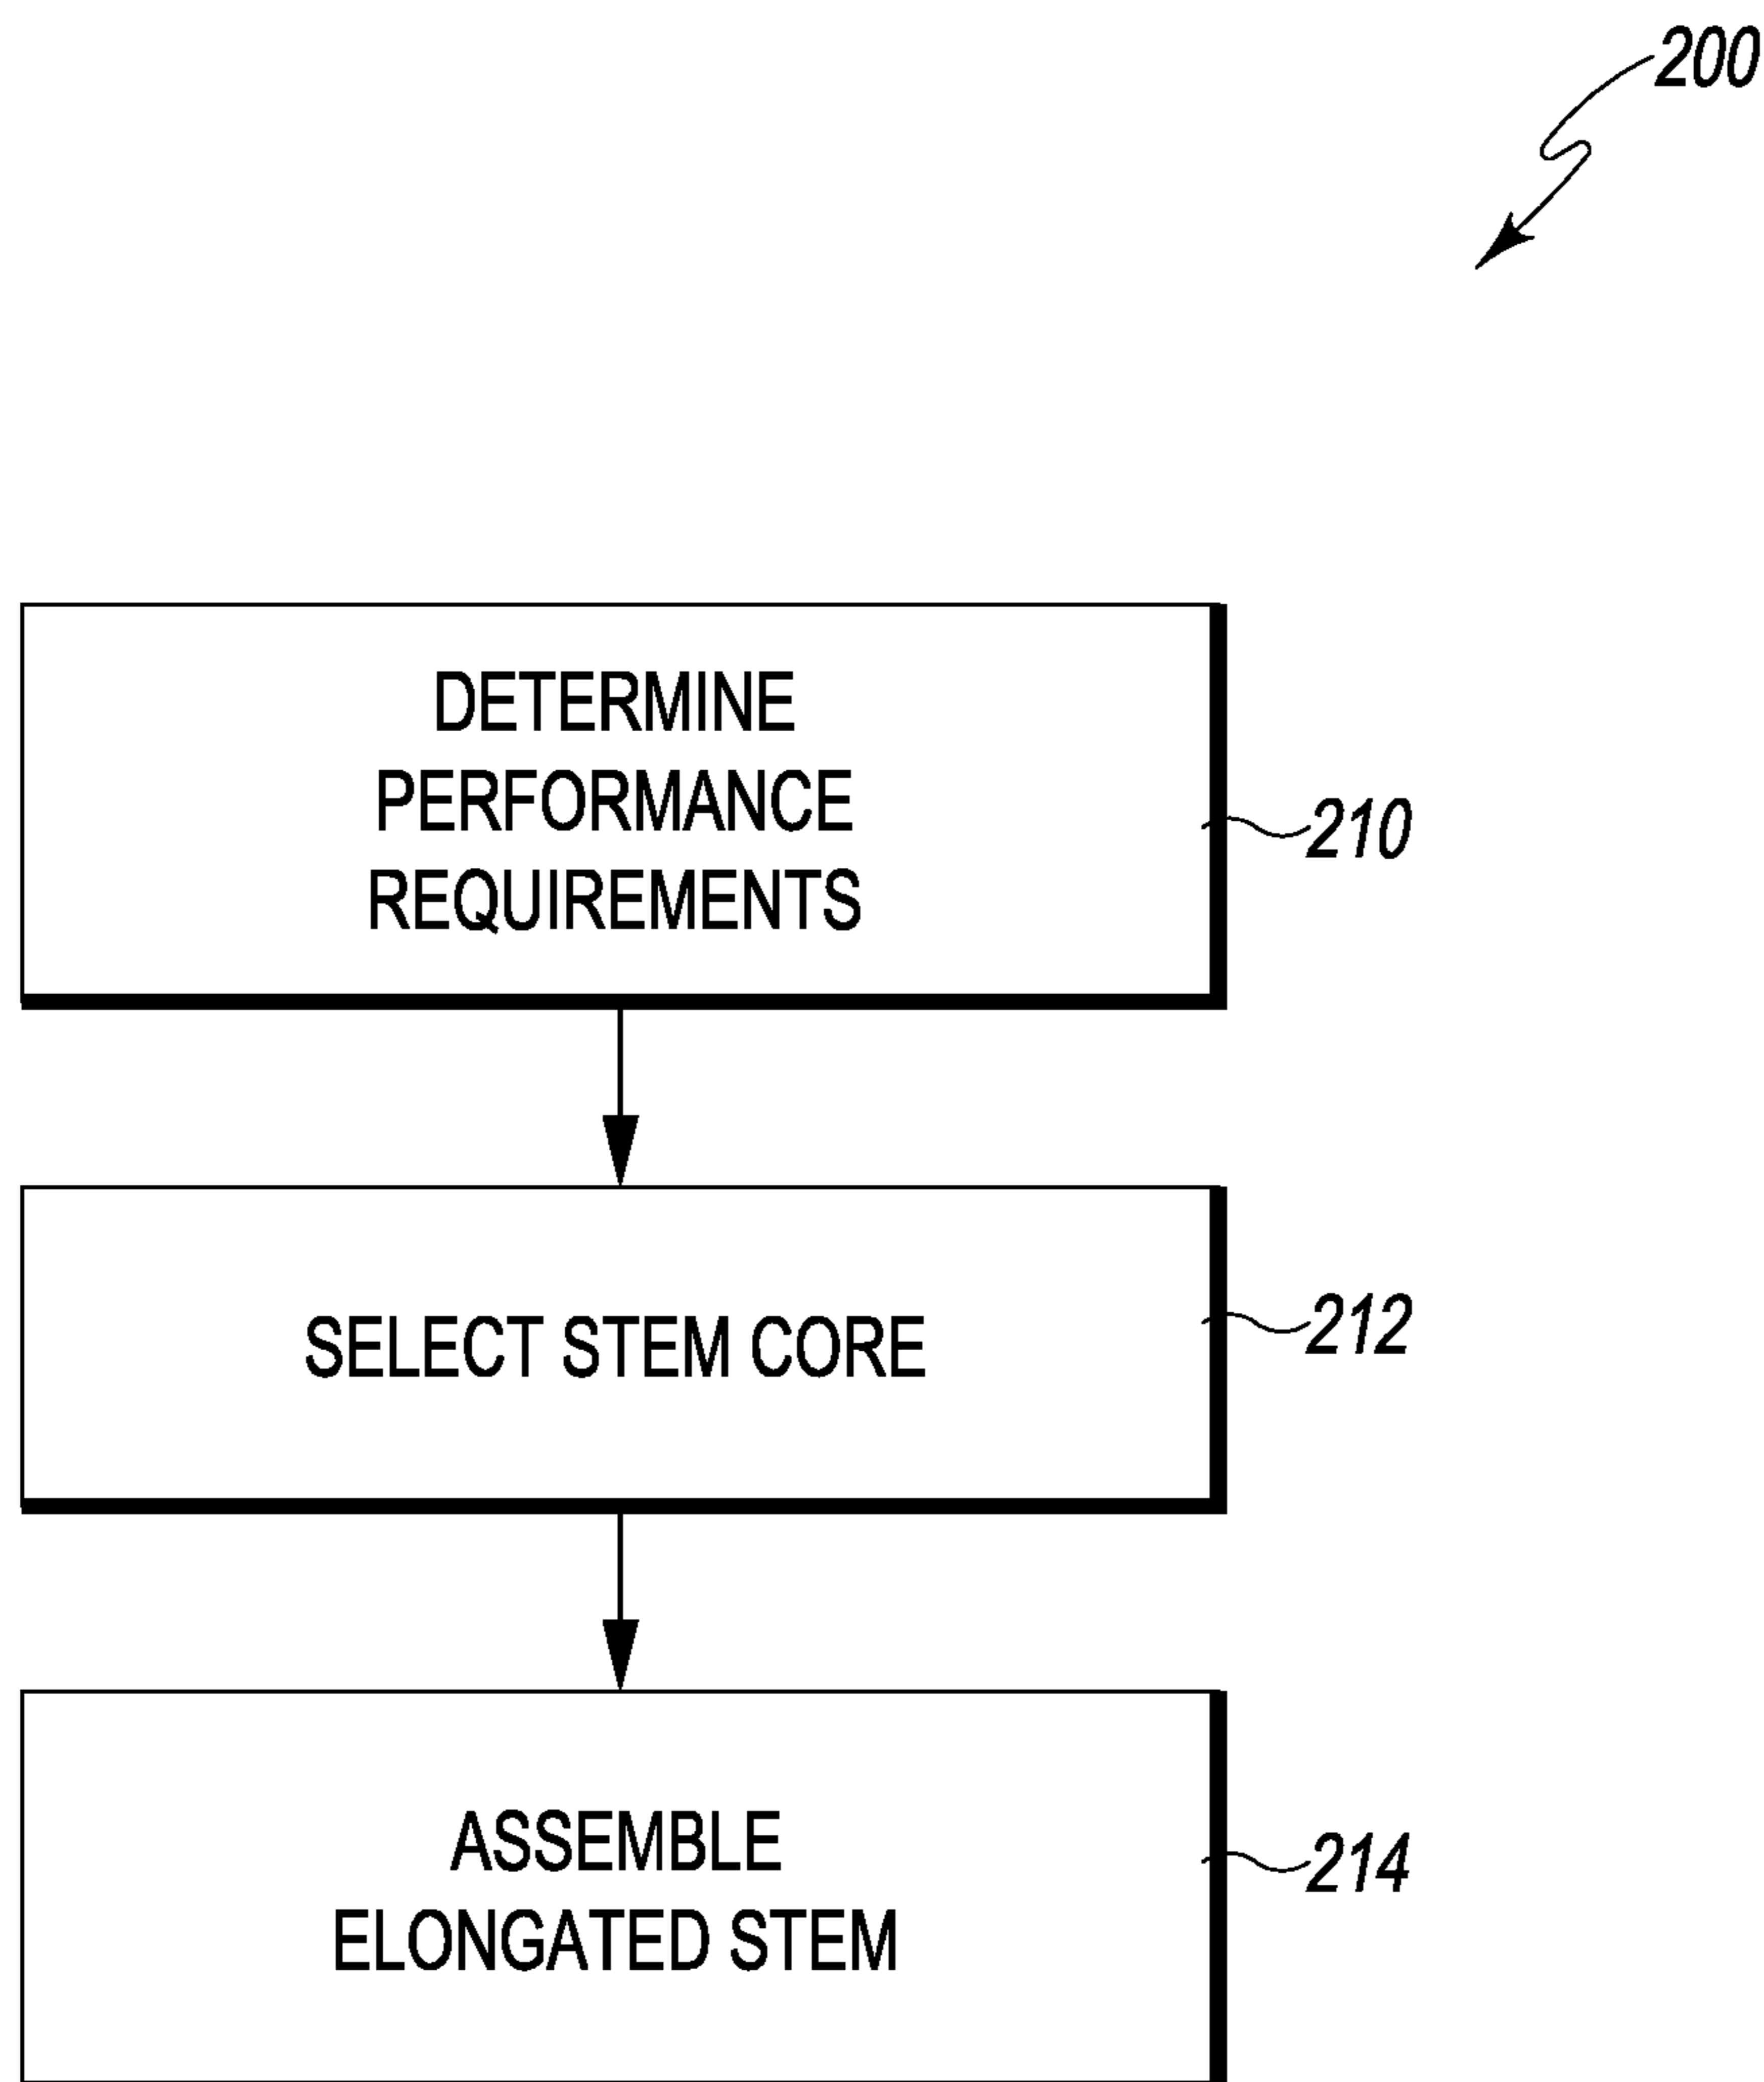 200
DETERMINE
PERFORMANCE
REQUIREMENTS
210
SELECT STEM CORE
212
ASSEMBLE
ELONGATED STEM
214